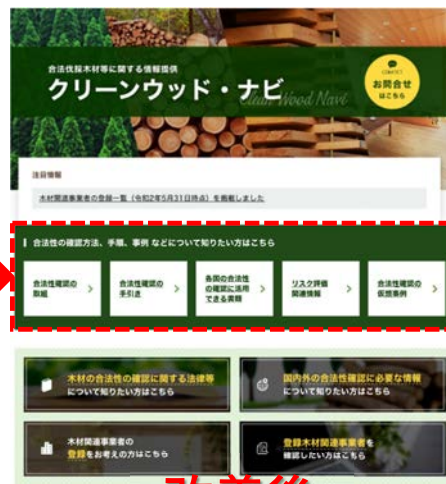 合法伐採木材等に関する情報提供
クリーンウッド・ナビ
Clean Wood Navi
CONTACT
お問合せ
はこちら
注目情報
木材関連事業者の登録一覧（令和2年5月31日時点）を掲載しました
合法性の確認方法、手順、事例 などについて知りたい方はこちら
合法性確認の
取組
合法性確認の
手引き
各国の合法性
の確認に活用
できる書類
リスク評価
関連情報
合法性確認の
仮想事例
木材の合法性の確認に関する法律等
について知りたい方はこちら
国内外の合法性確認に必要な情報
について知りたい方はこちら
木材関連事業者の
登録をお考えの方はこちら
登録木材関連事業者を
確認したい方はこちら
改善後